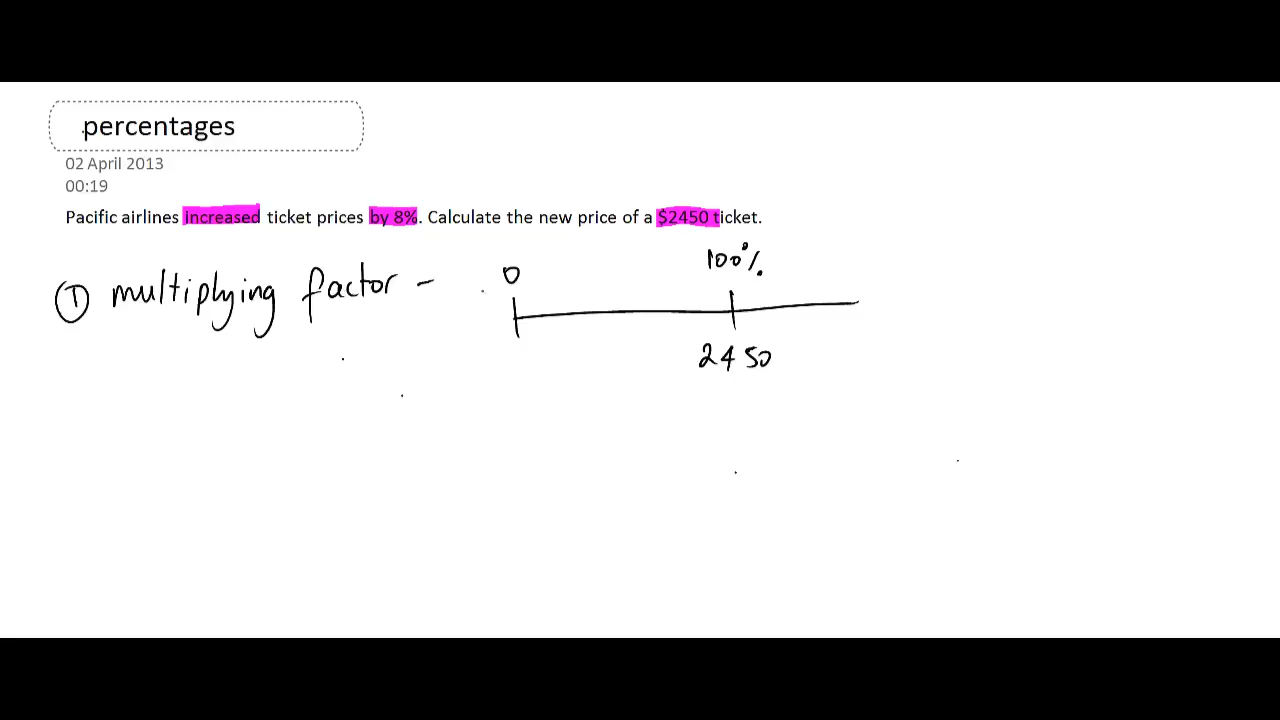 percentages
02 April 2013
00:19
Pacific airlines increased ticket prices by 8%. Calculate the new price of a $2450 ticket.
① multiplying factor -
0 100%
2450